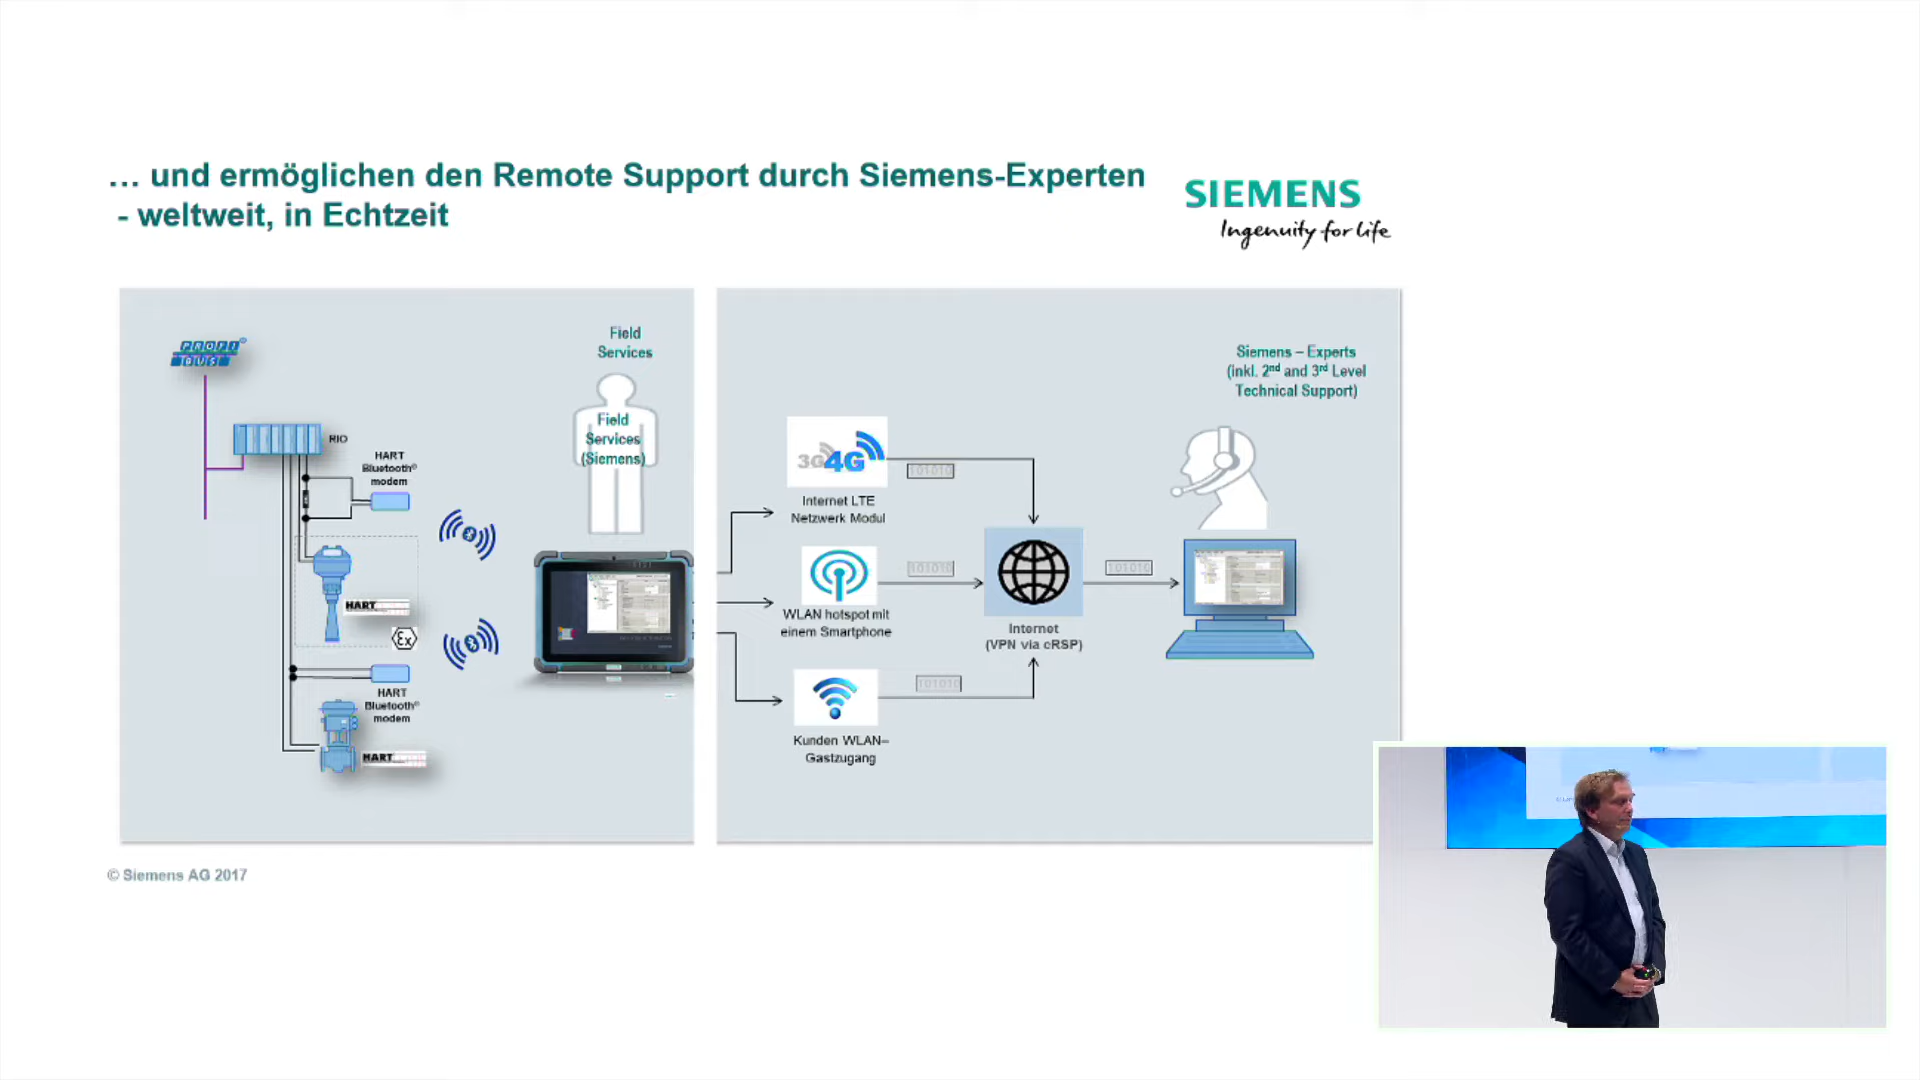 … und ermöglichen den Remote Support durch Siemens-Experten
- weltweit, in Echtzeit
SIEMENS
Ingenuity for life
PROFI
BUS
RIO
HART
Bluetooth®
modem
HART
Ex
HART
Bluetooth®
modem
HART
Field
Services
Field
Services
(Siemens)
3G 4G
Internet LTE
Netzwerk Modul
101010
WLAN hotspot mit
einem Smartphone
101010
Kunden WLAN–
Gastzugang
101010
Internet
(VPN via cRSP)
101010
Siemens – Experts
(inkl. 2nd and 3rd Level
Technical Support)
© Siemens AG 2017